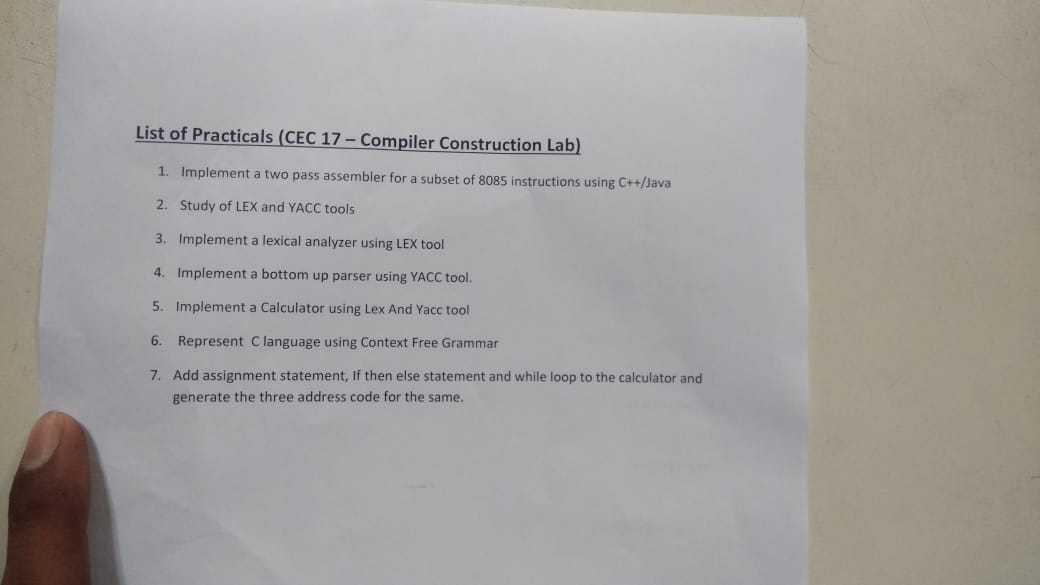 List of Practicals (CEC 17 – Compiler Construction Lab)
1. Implement a two pass assembler for a subset of 8085 instructions using C++/Java
2. Study of LEX and YACC tools
3. Implement a lexical analyzer using LEX tool
4. Implement a bottom up parser using YACC tool.
5. Implement a Calculator using Lex And Yacc tool
6. Represent C language using Context Free Grammar
7. Add assignment statement, If then else statement and while loop to the calculator and
generate the three address code for the same.